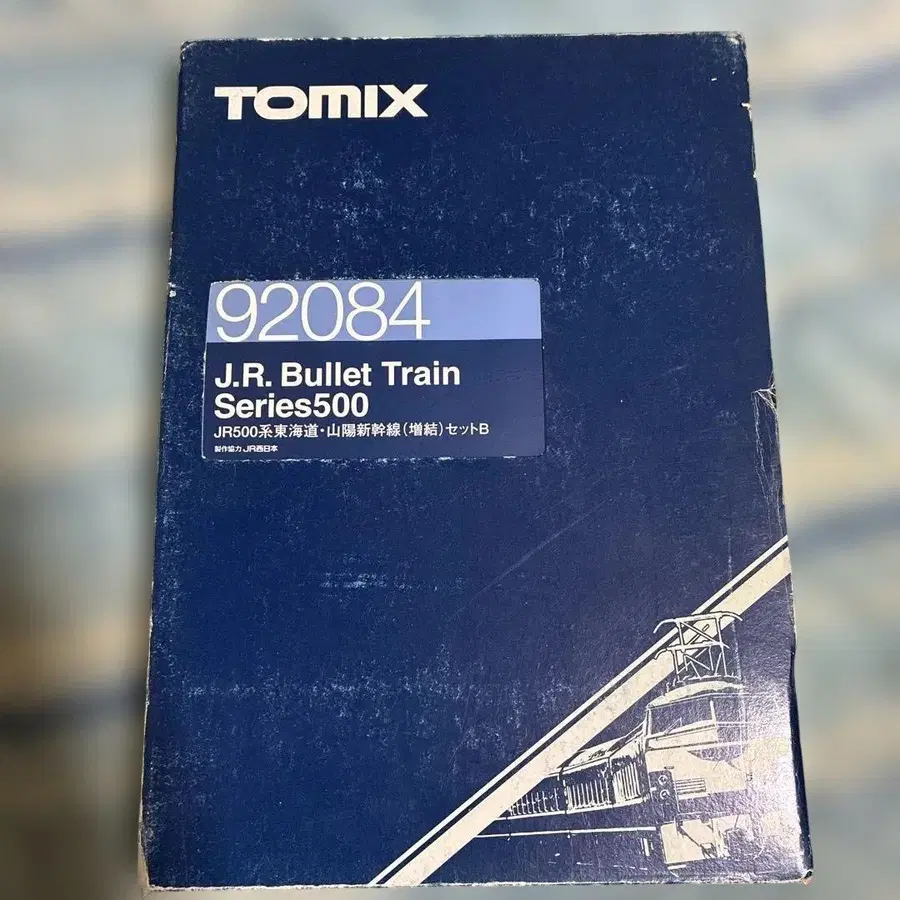 TOMIX
92084
J.R. Bullet Train
Series500
JR500系東海道・山陽新幹線(増結)セットB
製作協力 JR西日本